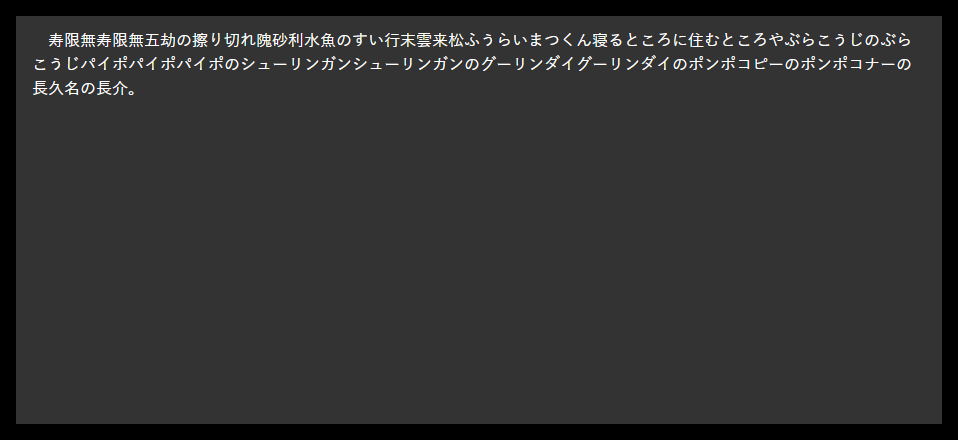 寿限無寿限無五劫の擦り切れ隗砂利水魚のすい行末雲来松ふうらいまつくん寝るところに住むところやぶらこうじのぶら
こうじパイポパイポパイポのシューリンガンシューリンガンのグーリンダイグーリンダイのポンポコピーのポンポコナーの
長久名の長介。